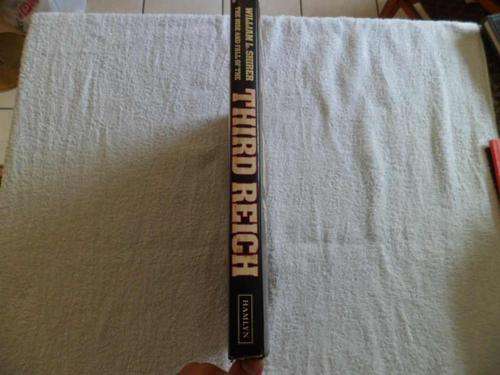 WILLIAM L. SHIRER
THE RISE AND FALL OF THE
THIRD REICH
HAMLYN